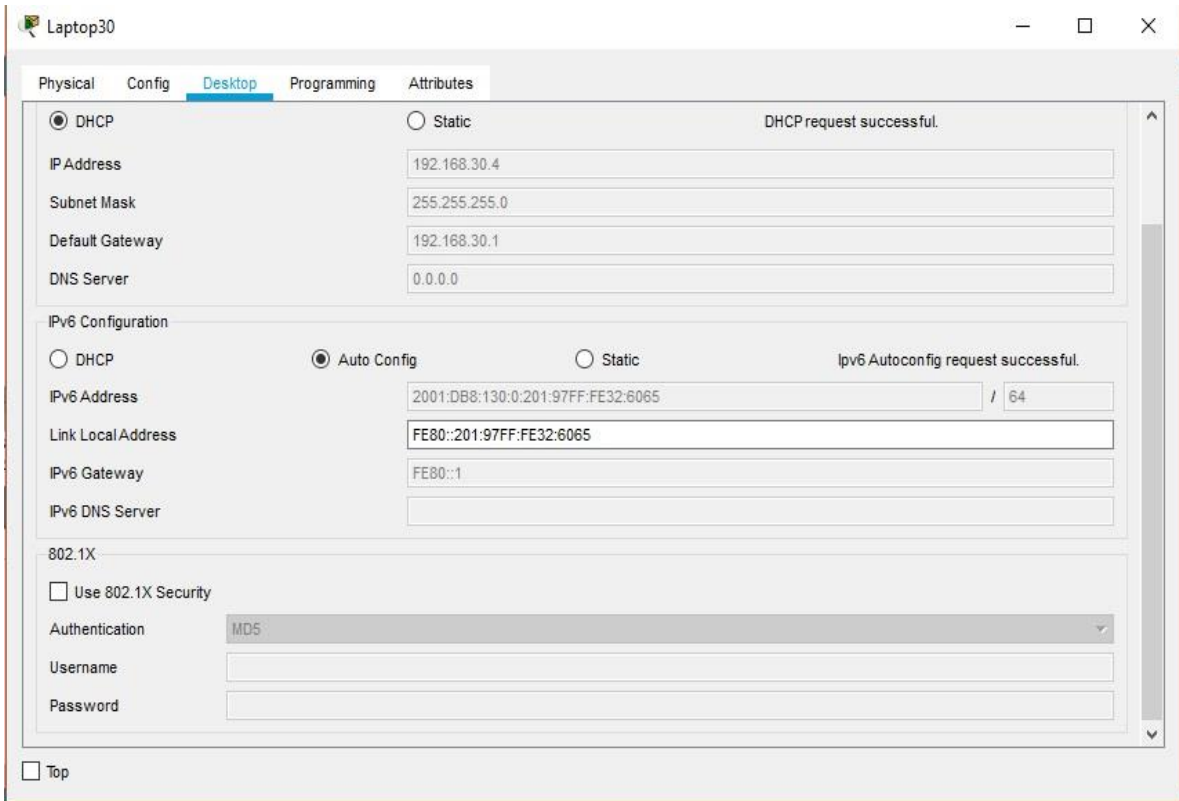 Laptop30
Physical Config Desktop Programming Attributes
DHCP Static DHCP request successful.
IP Address 192.168.30.4
Subnet Mask 255.255.255.0
Default Gateway 192.168.30.1
DNS Server 0.0.0.0
IPv6 Configuration
DHCP Auto Config Static Ipv6 Autoconfig request successful.
IPv6 Address 2001:DB8:130:0:201:97FF:FE32:6065 / 64
Link Local Address FE80::201:97FF:FE32:6065
IPv6 Gateway FE80::1
IPv6 DNS Server
802.1X
Use 802.1X Security
Authentication MD5
Username
Password
Top